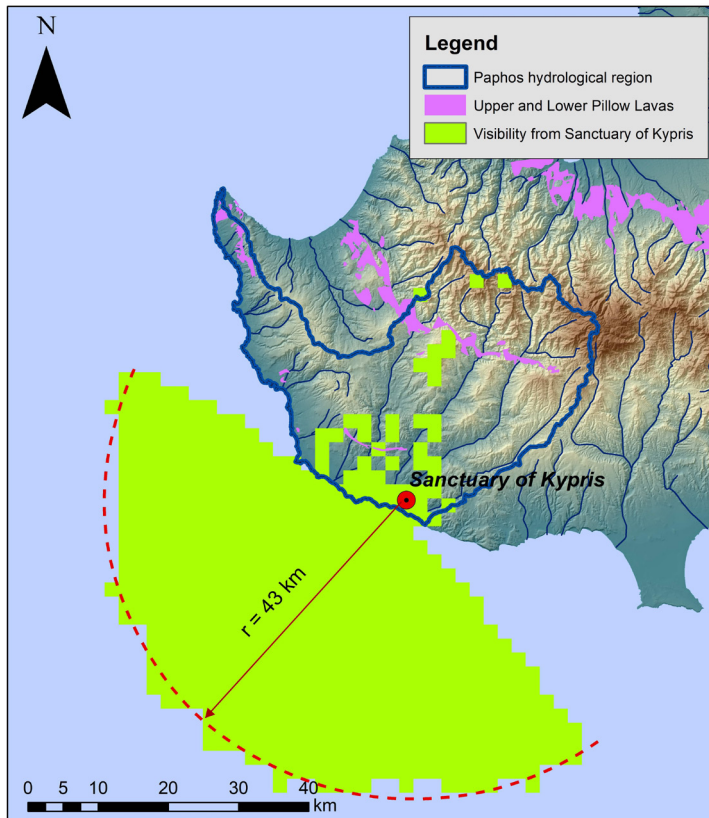 N
Legend
Paphos hydrological region
Upper and Lower Pillow Lavas
Visibility from Sanctuary of Kypris
Sanctuary of Kypris
r = 43 km
0 5 10 20 30 40
km